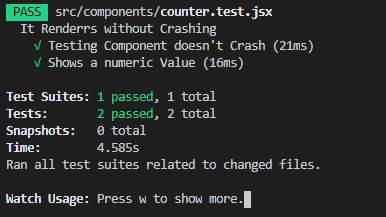 PASS src/components/counter.test.jsx
It Renderrs without Crashing
√ Testing Component doesn't Crash (21ms)
√ Shows a numeric Value (16ms)
Test Suites: 1 passed, 1 total
Tests: 2 passed, 2 total
Snapshots: 0 total
Time: 4.585s
Ran all test suites related to changed files.
Watch Usage: Press w to show more.